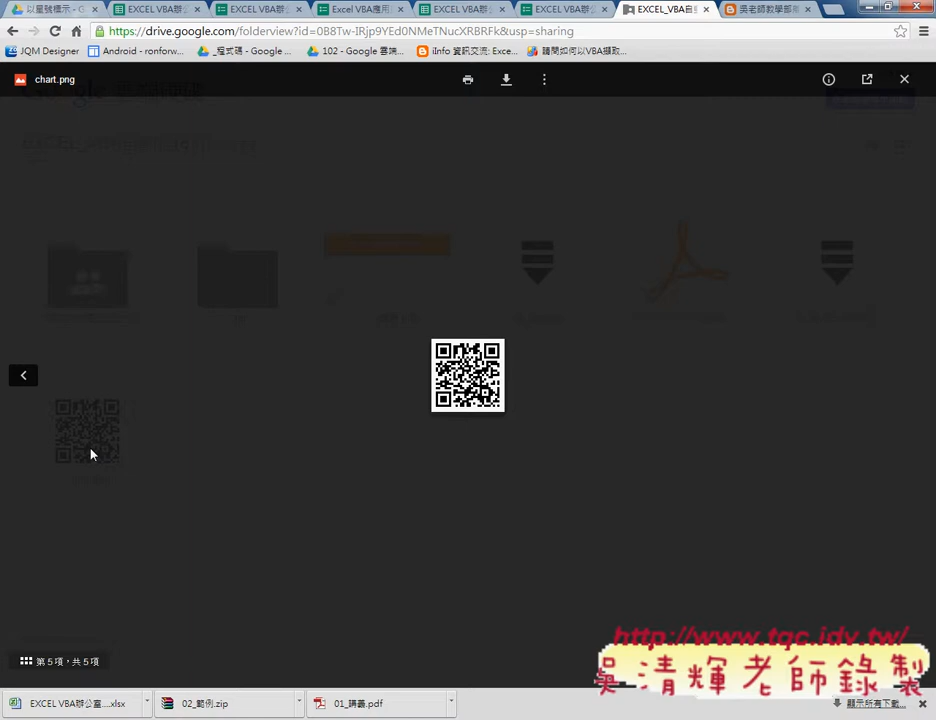 以星號標示 - G
EXCEL VBA辦公
EXCEL VBA辦公
Excel VBA應用
EXCEL VBA辦公
EXCEL VBA辦公
EXCEL_VBA自
吳老師教學部
https://drive.google.com/folderview?id=0B8Tw-IRjp9YEd0NMeTNucXRBRFk&usp=sharing
JQM Designer
Android - ronforw...
_程式碼 - Google ...
102 - Google 雲端...
iInfo 資訊交流: Exce...
請問如何以VBA擷取...
chart.png
第 5 項，共 5 項
http://www.tqc.idv.tw/
吳清輝老師錄製
EXCEL VBA辦公室....xlsx
02_範例.zip
01_講義.pdf
顯示所有下載...